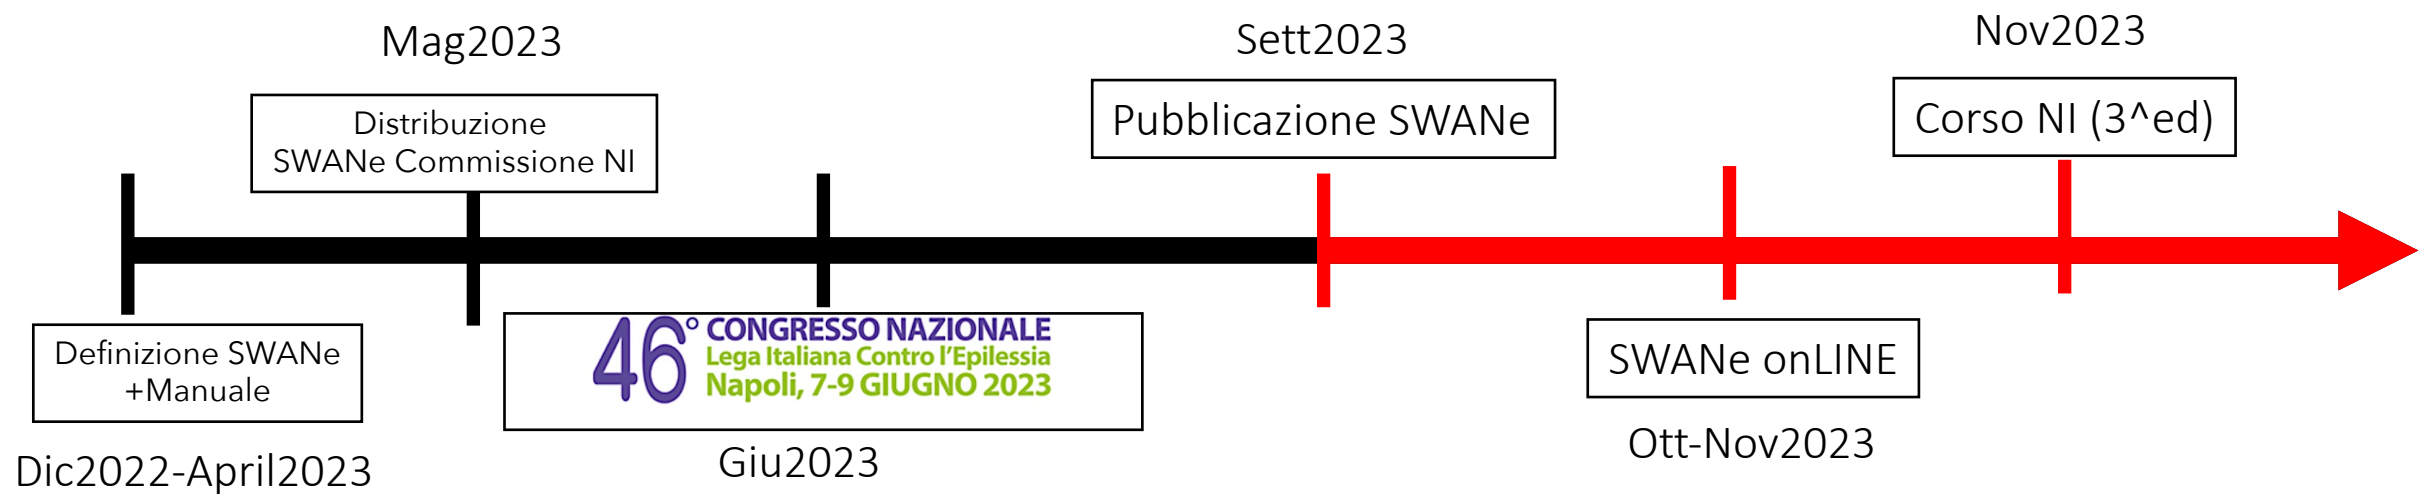 Mag2023
Distribuzione
SWANe Commissione NI
Sett2023
Pubblicazione SWANe
Nov2023
Corso NI (3^ed)
Definizione SWANe
+Manuale
Dic2022-April2023
46° CONGRESSO NAZIONALE
Lega Italiana Contro l'Epilessia
Napoli, 7-9 GIUGNO 2023
Giu2023
SWANe onLINE
Ott-Nov2023